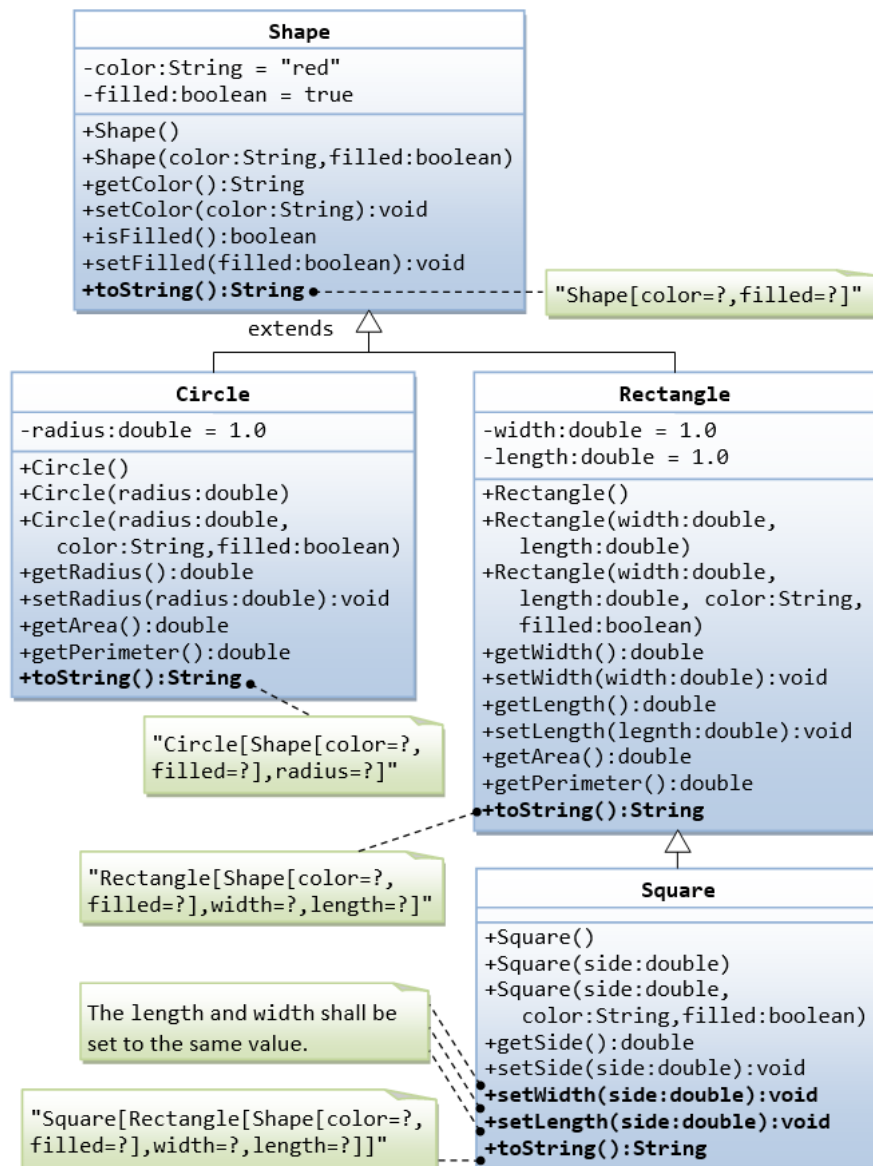 Shape
-color:String = "red"
-filled:boolean = true
+Shape()
+Shape(color:String,filled:boolean)
+getColor():String
+setColor(color:String):void
+isFilled():boolean
+setFilled(filled:boolean):void
+toString():String
"Shape[color=?,filled=?]"
extends
Circle
-radius:double = 1.0
+Circle()
+Circle(radius:double)
+Circle(radius:double,
color:String,filled:boolean)
+getRadius():double
+setRadius(radius:double):void
+getArea():double
+getPerimeter():double
+toString():String
"Circle[Shape[color=?,
filled=?],radius=?]"
Rectangle
-width:double = 1.0
-length:double = 1.0
+Rectangle()
+Rectangle(width:double,
length:double)
+Rectangle(width:double,
length:double, color:String,
filled:boolean)
+getWidth():double
+setWidth(width:double):void
+getLength():double
+setLength(legnth:double):void
+getArea():double
+getPerimeter():double
+toString():String
"Rectangle[Shape[color=?,
filled=?],width=?,length=?]"
Square
+Square()
+Square(side:double)
+Square(side:double,
color:String,filled:boolean)
+getSide():double
+setSide(side:double):void
+setWidth(side:double):void
+setLength(side:double):void
+toString():String
The length and width shall be
set to the same value.
"Square[Rectangle[Shape[color=?,
filled=?],width=?,length=?]]"